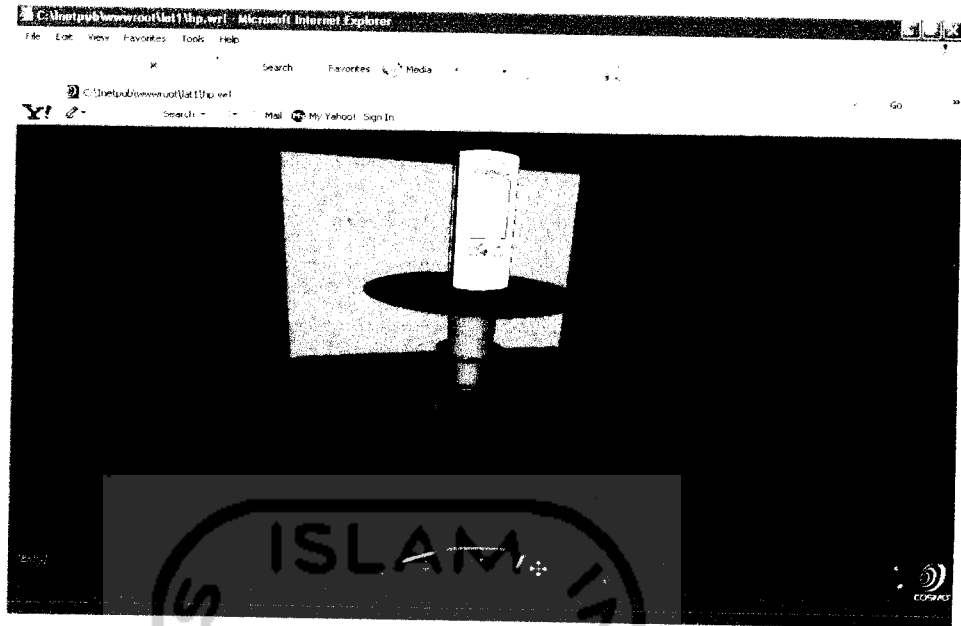 C:\Inetpub\wwwroot\lat1\hp.wrl - Microsoft Internet Explorer
File Edit View Favorites Tools Help
Search Favorites Media
C:\Inetpub\wwwroot\lat1\hp.wrl
Go
Y! Search Mail My Yahoo! Sign In
ISLAM
COSMO